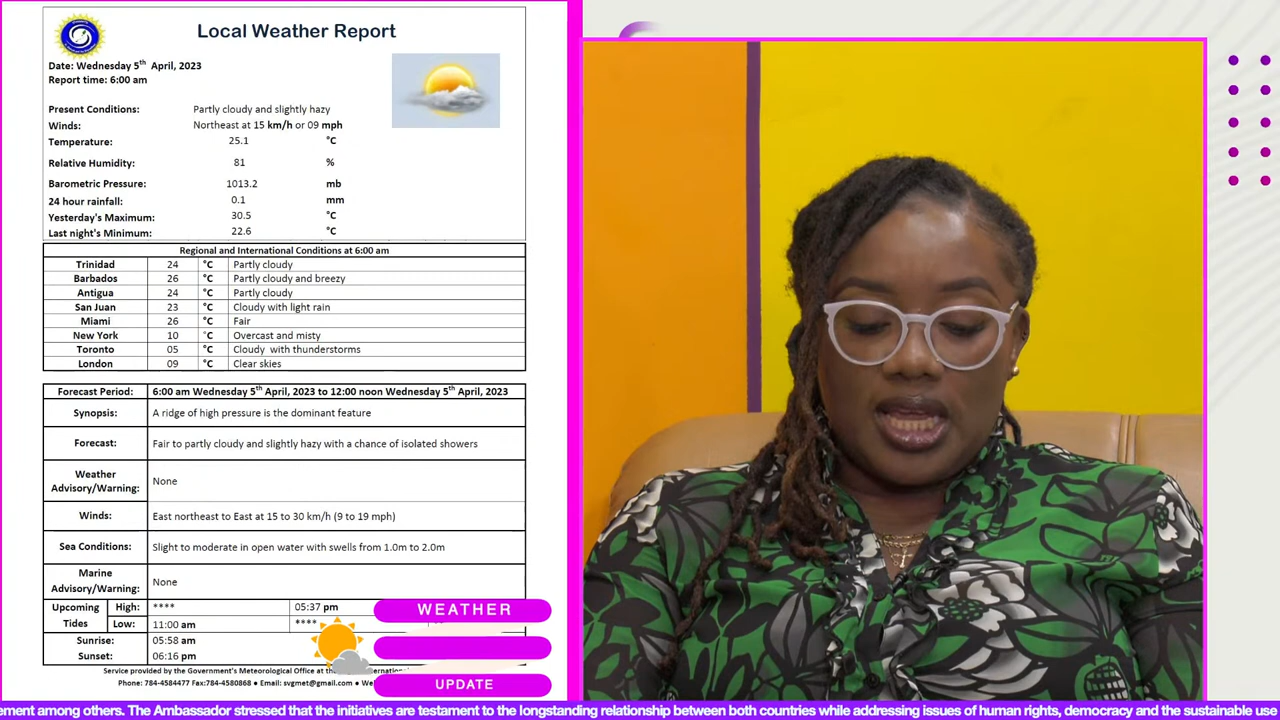 Local Weather Report
Date: Wednesday 5th April, 2023
Report time: 6:00 am
Present Conditions: Partly cloudy and slightly hazy
Winds: Northeast at 15 km/h or 09 mph
Temperature: 25.1 °C
Relative Humidity: 81 %
Barometric Pressure: 1013.2 mb
24 hour rainfall: 0.1 mm
Yesterday's Maximum: 30.5 °C
Last night's Minimum: 22.6 °C
Regional and International Conditions at 6:00 am
Trinidad 24 °C Partly cloudy
Barbados 26 °C Partly cloudy and breezy
Antigua 24 °C Partly cloudy
San Juan 23 °C Cloudy with light rain
Miami 26 °C Fair
New York 10 °C Overcast and misty
Toronto 05 °C Cloudy with thunderstorms
London 09 °C Clear skies
Forecast Period: 6:00 am Wednesday 5th April, 2023 to 12:00 noon Wednesday 5th April, 2023
Synopsis: A ridge of high pressure is the dominant feature
Forecast: Fair to partly cloudy and slightly hazy with a chance of isolated showers
Weather
Advisory/Warning: None
Winds: East northeast to East at 15 to 30 km/h (9 to 19 mph)
Sea Conditions: Slight to moderate in open water with swells from 1.0m to 2.0m
Marine
Advisory/Warning: None
Upcoming High: **** 05:37 pm
Tides Low: 11:00 am ****
Sunrise: 05:58 am
Sunset: 06:16 pm
Service provided by the Government's Meteorological Office at
Phone: 784-4584477 Fax:784-4580868 ● Email: svgmet@gmail.com ●
WEATHER
UPDATE
ement among others. The Ambassador stressed that the initiatives are testament to the longstanding relationship between both countries while addressing issues of human rights, democracy and the sustainable use